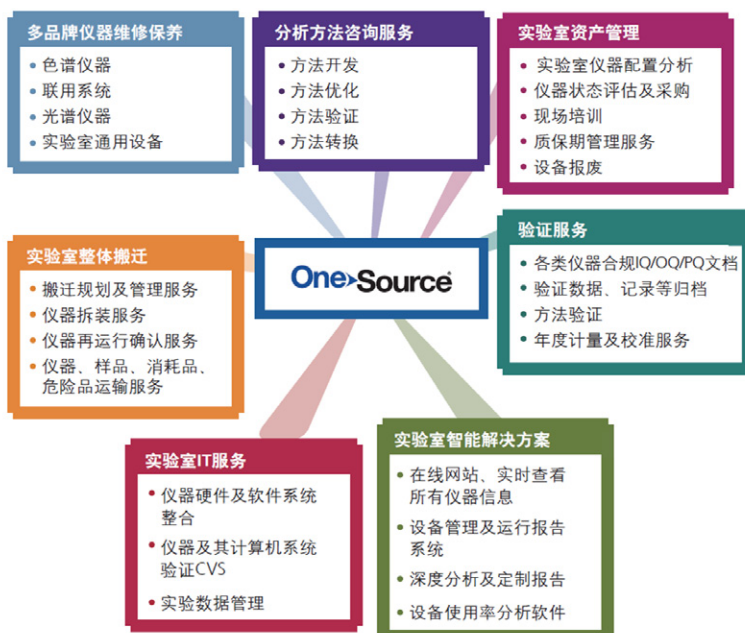 多品牌仪器维修保养
• 色谱仪器
• 联用系统
• 光谱仪器
• 实验室通用设备
分析方法咨询服务
• 方法开发
• 方法优化
• 方法验证
• 方法转换
实验室资产管理
• 实验室仪器配置分析
• 仪器状态评估及采购
• 现场培训
• 质保期管理服务
• 设备报废
实验室整体搬迁
• 搬迁规划及管理服务
• 仪器拆装服务
• 仪器再运行确认服务
• 仪器、样品、消耗品、
危险品运输服务
OneSource®
验证服务
• 各类仪器合规IQ/OQ/PQ文档
• 验证数据、记录等归档
• 方法验证
• 年度计量及校准服务
实验室IT服务
• 仪器硬件及软件系统
整合
• 仪器及其计算机系统
验证CVS
• 实验数据管理
实验室智能解决方案
• 在线网站、实时查看
所有仪器信息
• 设备管理及运行报告
系统
• 深度分析及定制报告
• 设备使用率分析软件